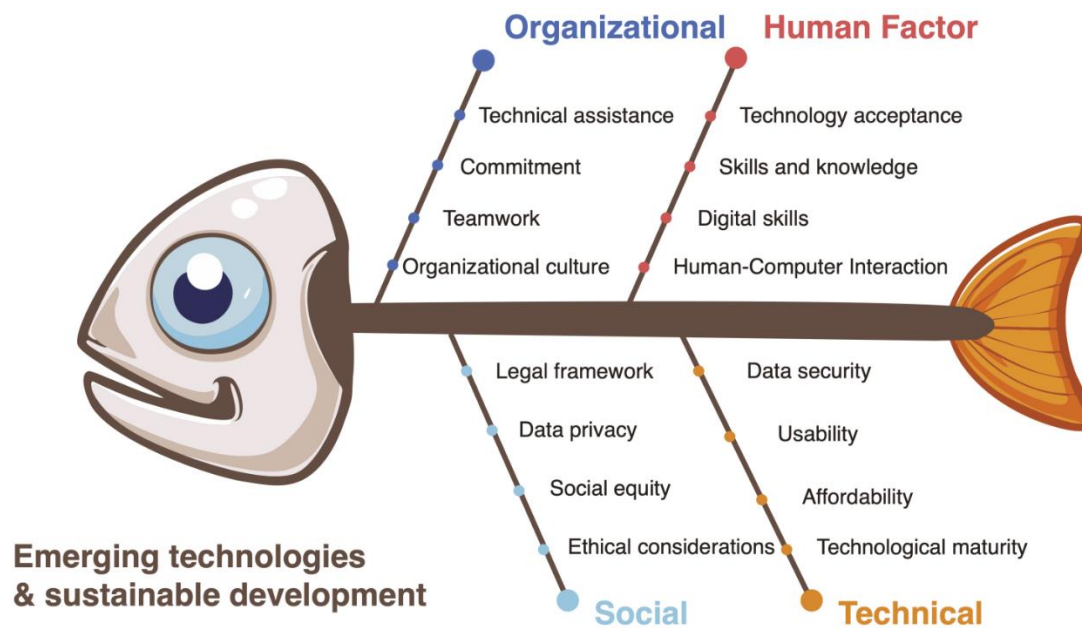 Organizational
Technical assistance
Commitment
Teamwork
Organizational culture
Human Factor
Technology acceptance
Skills and knowledge
Digital skills
Human-Computer Interaction
Legal framework
Data privacy
Social equity
Ethical considerations
Social
Data security
Usability
Affordability
Technological maturity
Technical
Emerging technologies
& sustainable development